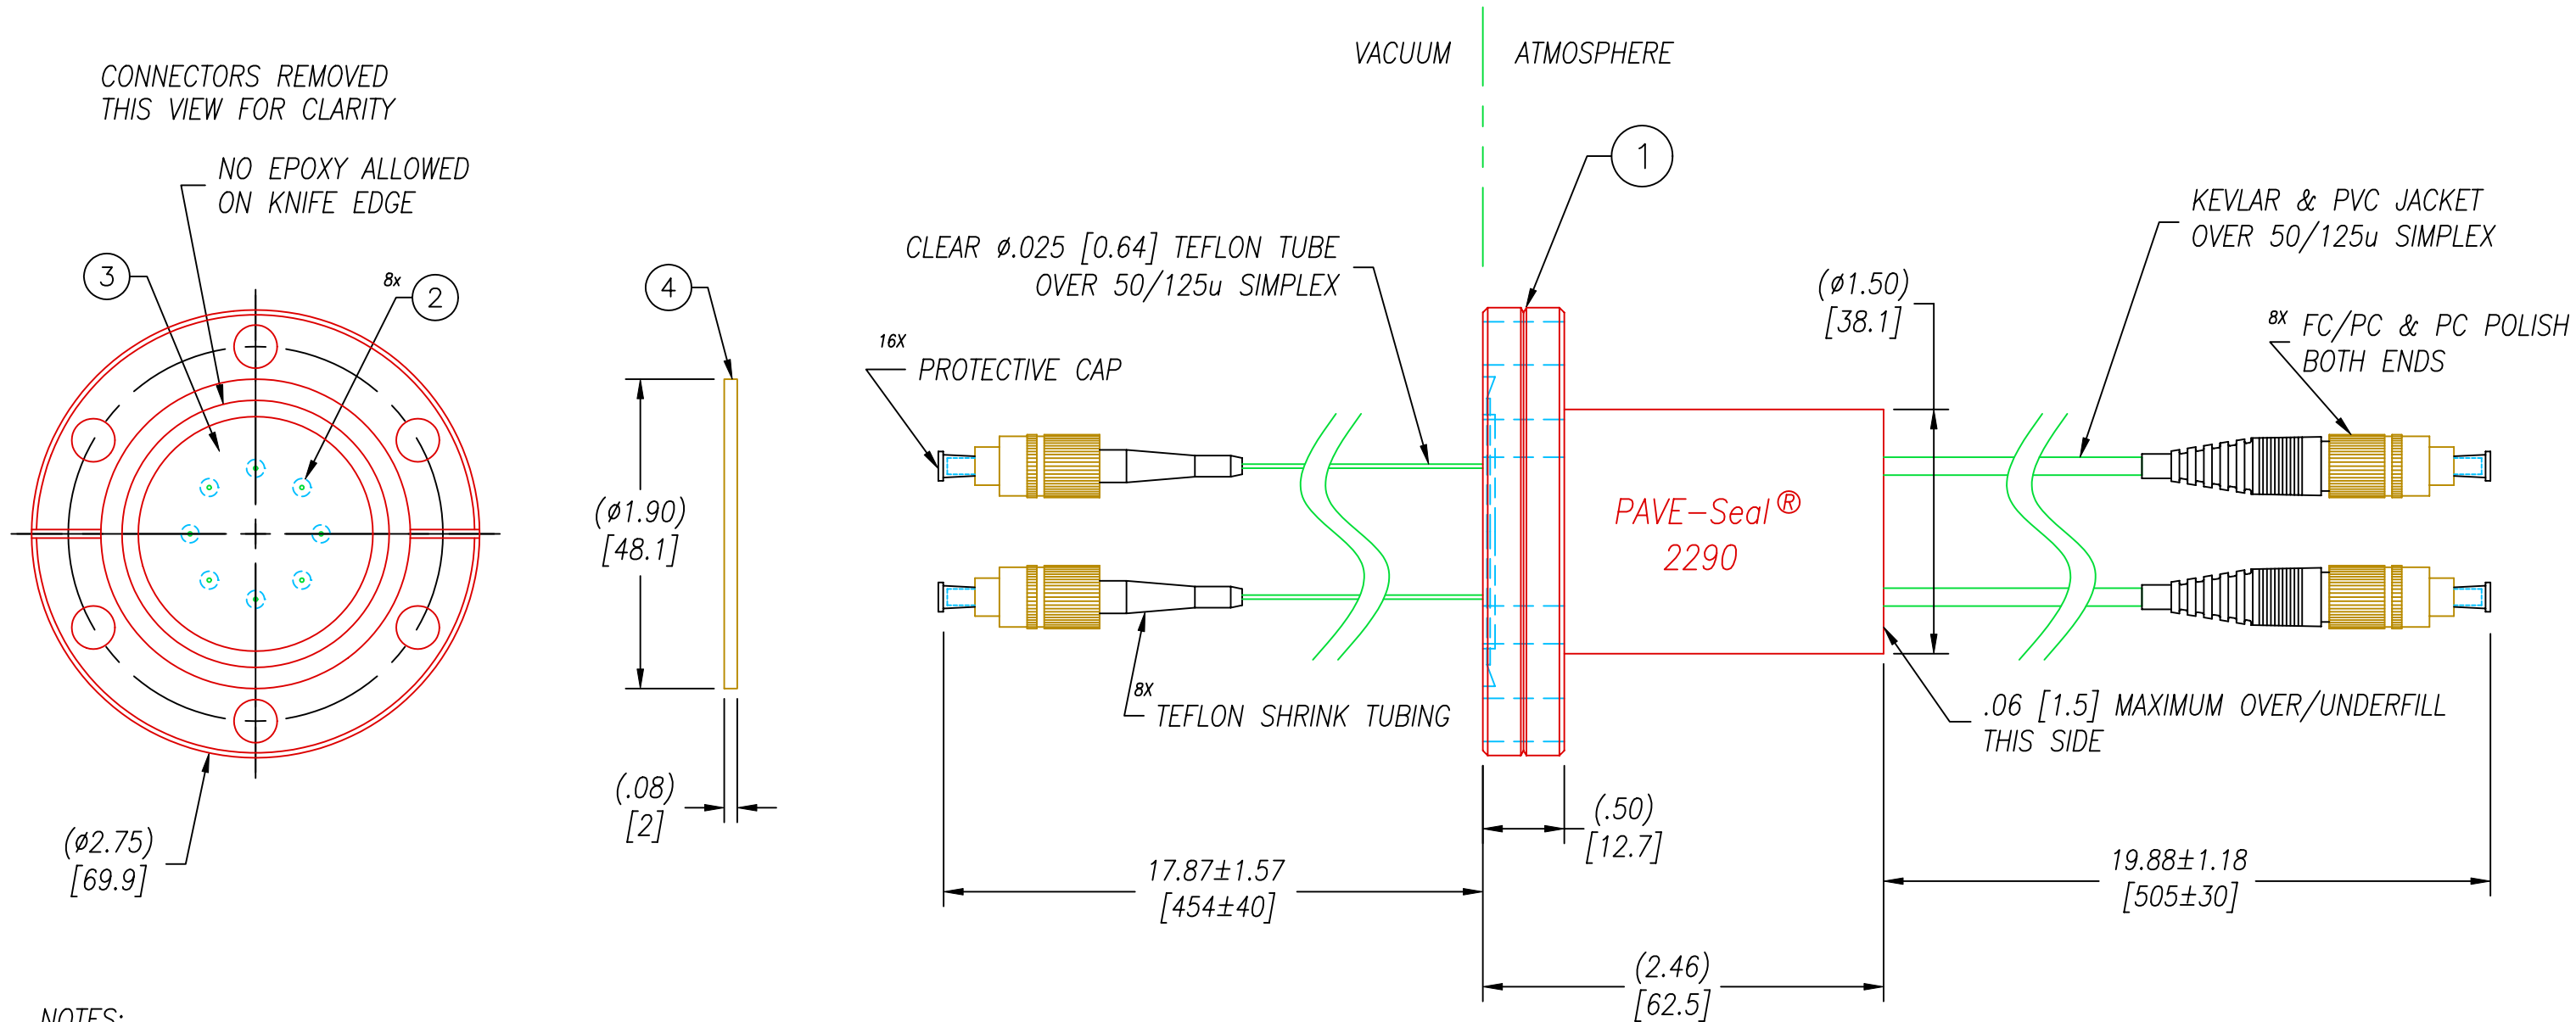 CONNECTORS REMOVED
THIS VIEW FOR CLARITY
NO EPOXY ALLOWED
ON KNIFE EDGE
3
8x
2
(⌀2.75)
[69.9]
4
(⌀1.90)
[48.1]
(.08)
[2]
VACUUM
ATMOSPHERE
1
CLEAR ⌀.025 [0.64] TEFLON TUBE
OVER 50/125u SIMPLEX
16X
PROTECTIVE CAP
8X
TEFLON SHRINK TUBING
(⌀1.50)
[38.1]
KEVLAR & PVC JACKET
OVER 50/125u SIMPLEX
8X FC/PC & PC POLISH
BOTH ENDS
PAVE-Seal®
2290
.06 [1.5] MAXIMUM OVER/UNDERFILL
THIS SIDE
(.50)
[12.7]
17.87±1.57
[454±40]
19.88±1.18
[505±30]
(2.46)
[62.5]
NOTES: